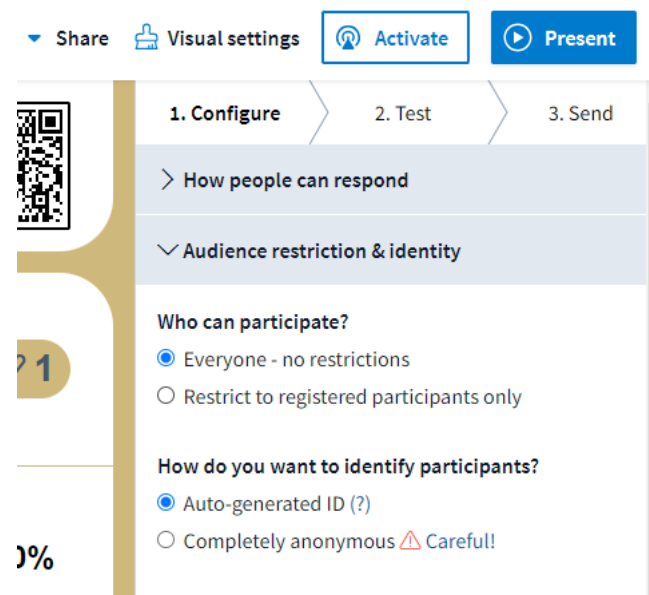 Share Visual settings Activate Present
1. Configure 2. Test 3. Send
How people can respond
Audience restriction & identity
Who can participate?
? 1
Everyone - no restrictions
Restrict to registered participants only
How do you want to identify participants?
Auto-generated ID (?)
Completely anonymous Careful!
0%